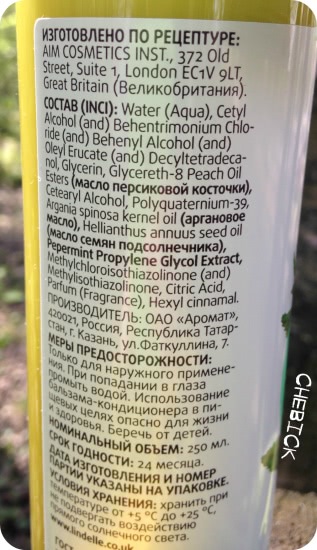 ИЗГОТОВЛЕНО ПО РЕЦЕПТУРЕ:
AIM COSMETICS INST., 372 Old
Street, Suite 1, London EC1V 9LT,
Great Britain (Великобритания).
СОСТАВ (INCI): Water (Aqua), Cetyl
Alcohol (and) Behentrimonium Chlo-
ride (and) Behenyl Alcohol (and)
Oleyl Erucate (and) Decyltetradeca-
nol, Glycerin, Glycereth-8 Peach Oil
Esters (масло персиковой косточки),
Cetearyl Alcohol, Polyquaternium-39,
Argania spinosa kernel oil (аргановое
масло), Hellianthus annuus seed oil
(масло семян подсолнечника),
Pepermint Propylene Glycol Extract,
Methylchloroisothiazolinone (and)
Methylisothiazolinone, Citric Acid,
Parfum (Fragrance), Hexyl cinnamal.
ПРОИЗВОДИТЕЛЬ: ОАО «Аромат»,
420021, Россия, Республика Татар-
стан, г. Казань, ул.Фаткуллина, 7.
МЕРЫ ПРЕДОСТОРОЖНОСТИ:
Только для наружного примене-
ния. При попадании в глаза
промыть водой. Использование
бальзама-кондиционера в пи-
щевых целях опасно для жизни
и здоровья. Беречь от детей.
НОМИНАЛЬНЫЙ ОБЪЕМ: 250 мл.
СРОК ГОДНОСТИ: 24 месяца.
ДАТА ИЗГОТОВЛЕНИЯ И НОМЕР
ПАРТИИ УКАЗАНЫ НА УПАКОВКЕ.
УСЛОВИЯ ХРАНЕНИЯ: хранить при
температуре от +5 °С до +25 °С,
не подвергать воздействию
прямого солнечного света.
www.lindelle.co.uk
ГОСТ
CHEBICK